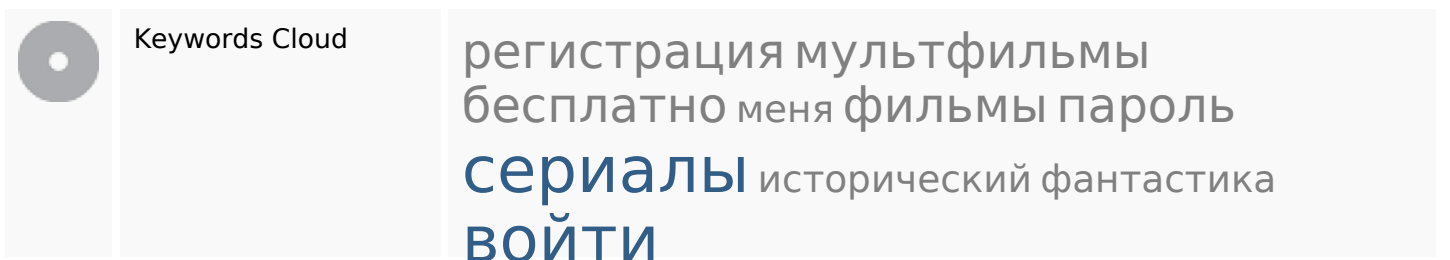 Keywords Cloud
регистрация мультфильмы
бесплатно меня фильмы пароль
сериалы исторический фантастика
войти